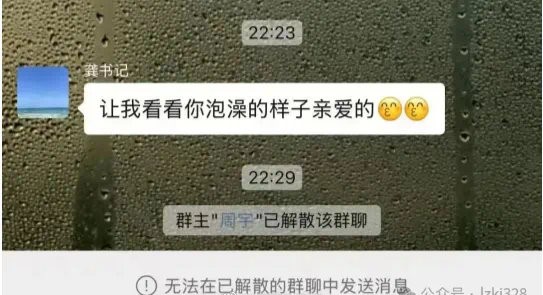 22:23
龚书记
让我看看你泡澡的样子亲爱的😙😙
22:29
群主"周宇"已解散该群聊
无法在已解散的群聊中发送消息
公众号 · lzkj328